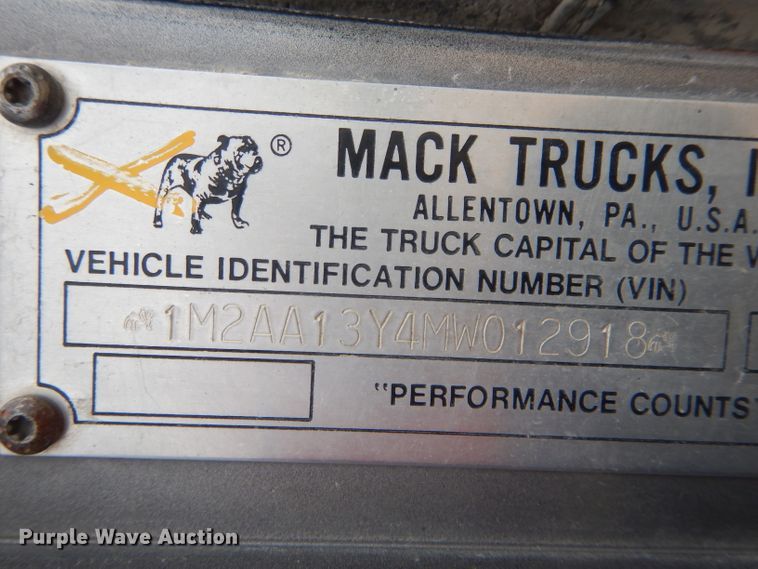 ®
MACK TRUCKS,
ALLENTOWN, PA., U.S.A.
THE TRUCK CAPITAL OF THE
VEHICLE IDENTIFICATION NUMBER (VIN)
1M2AA13Y4MW012918
"PERFORMANCE COUNTS"
Purple Wave Auction